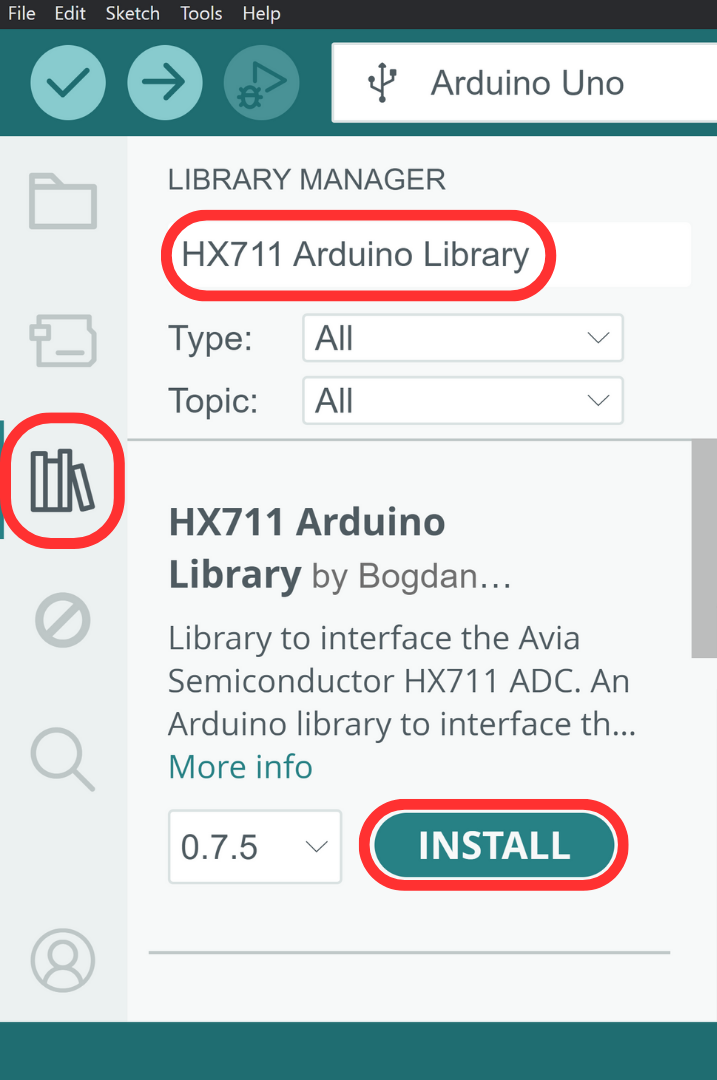 File Edit Sketch Tools Help
Arduino Uno
LIBRARY MANAGER
HX711 Arduino Library
Type: All
Topic: All
HX711 Arduino
Library by Bogdan...
Library to interface the Avia
Semiconductor HX711 ADC. An
Arduino library to interface th...
More info
0.7.5 INSTALL